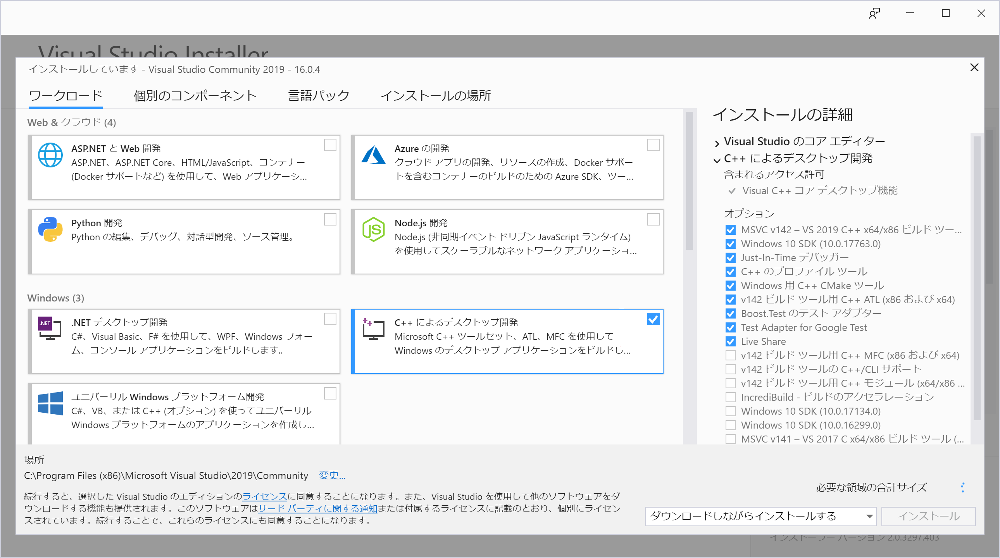 Visual Studio Installer
インストールしています - Visual Studio Community 2019 - 16.0.4
ワークロード 個別のコンポーネント 言語パック インストールの場所
Web & クラウド (4)
ASP.NET と Web 開発
ASP.NET、ASP.NET Core、HTML/JavaScript、コンテナー
(Docker サポートなど) を使用して、Web アプリケーシ...
Azure の開発
クラウド アプリの開発、リソースの作成、Docker サポー
トを含むコンテナーのビルドのための Azure SDK、ツー...
Python 開発
Python の編集、デバッグ、対話型開発、ソース管理。
JS
Node.js 開発
Node.js (非同期イベント ドリブン JavaScript ランタイム)
を使用してスケーラブルなネットワーク アプリケーショ...
Windows (3)
.NET
.NET デスクトップ開発
C#、Visual Basic、F# を使用して、WPF、Windows フォー
ム、コンソール アプリケーションをビルドします。
C++ によるデスクトップ開発
Microsoft C++ ツールセット、ATL、MFC を使用して
Windows のデスクトップ アプリケーションをビルドし...
ユニバーサル Windows プラットフォーム開発
C#、VB、または C++ (オプション) を使ってユニバーサル
Windows プラットフォームのアプリケーションを作成し...
インストールの詳細
Visual Studio のコア エディター
C++ によるデスクトップ開発
含まれるアクセス許可
Visual C++ コア デスクトップ機能
オプション
MSVC v142 – VS 2019 C++ x64/x86 ビルド ツー...
Windows 10 SDK (10.0.17763.0)
Just-In-Time デバッガー
C++ のプロファイル ツール
Windows 用 C++ CMake ツール
v142 ビルド ツール用 C++ ATL (x86 および x64)
Boost.Test のテスト アダプター
Test Adapter for Google Test
Live Share
v142 ビルド ツール用 C++ MFC (x86 および x64)
v142 ビルド ツールの C++/CLI サポート
v142 ビルド ツール用 C++ モジュール (x64/x86 ...
IncrediBuild - ビルドのアクセラレーション
Windows 10 SDK (10.0.17134.0)
Windows 10 SDK (10.0.16299.0)
MSVC v141 – VS 2017 C x64/x86 ビルド ツール (...
場所
C:\Program Files (x86)\Microsoft Visual Studio\2019\Community 変更...
続行すると、選択した Visual Studio のエディションのライセンスに同意することになります。また、Visual Studio を使用して他のソフトウェアをダ
ウンロードする機能も提供されます。このソフトウェアはサード パーティに関する通知または付属するライセンスに記載のとおり、個別にライセン
スされています。続行することで、これらのライセンスにも同意することになります。
必要な領域の合計サイズ
ダウンロードしながらインストールする インストール
インストーラー バージョン 2.0.3297.403